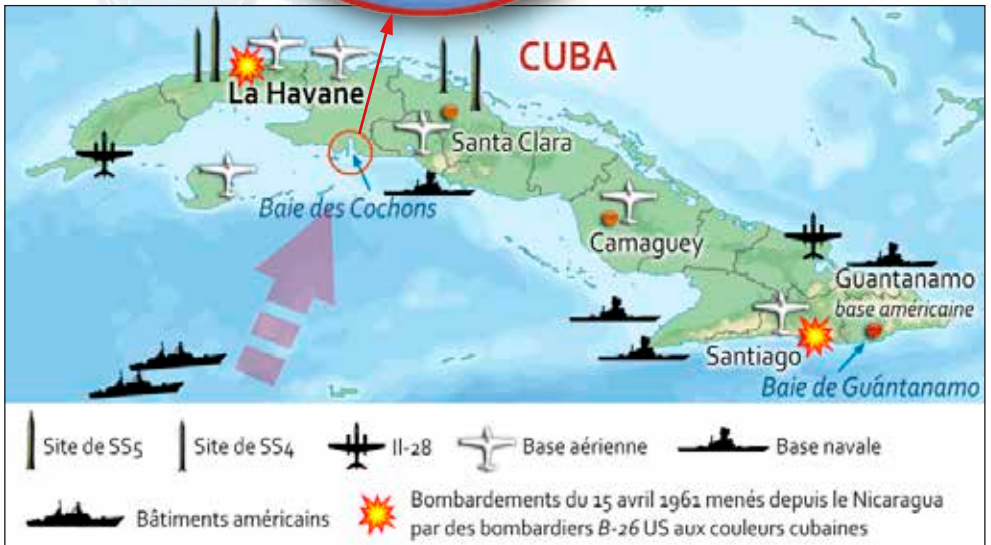 CUBA
La Havane
Santa Clara
Baie des Cochons
Camaguey
Guantanamo
base américaine
Santiago
Baie de Guántanamo
Site de SS5
Site de SS4
Il-28
Base aérienne
Base navale
Bâtiments américains
Bombardements du 15 avril 1961 menés depuis le Nicaragua
par des bombardiers B-26 US aux couleurs cubaines